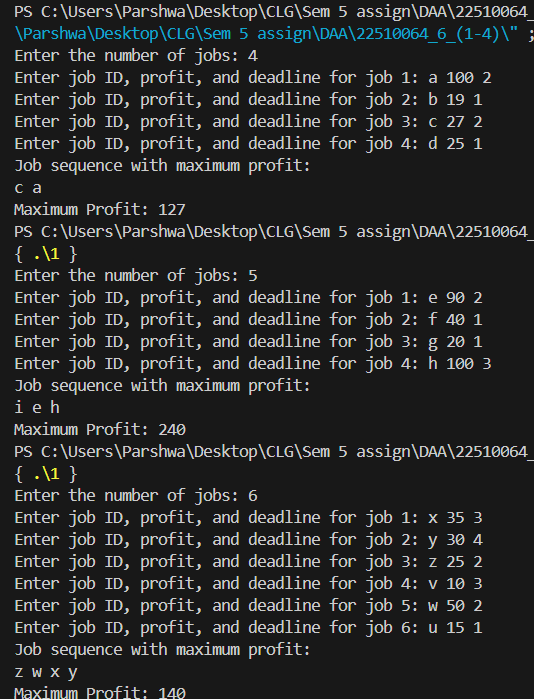 PS C:\Users\Parshwa\Desktop\CLG\Sem 5 assign\DAA\22510064_
\Parshwa\Desktop\CLG\Sem 5 assign\DAA\22510064_6_(1-4)\" ;
Enter the number of jobs: 4
Enter job ID, profit, and deadline for job 1: a 100 2
Enter job ID, profit, and deadline for job 2: b 19 1
Enter job ID, profit, and deadline for job 3: c 27 2
Enter job ID, profit, and deadline for job 4: d 25 1
Job sequence with maximum profit:
c a
Maximum Profit: 127
PS C:\Users\Parshwa\Desktop\CLG\Sem 5 assign\DAA\22510064_
{ .\1 }
Enter the number of jobs: 5
Enter job ID, profit, and deadline for job 1: e 90 2
Enter job ID, profit, and deadline for job 2: f 40 1
Enter job ID, profit, and deadline for job 3: g 20 1
Enter job ID, profit, and deadline for job 4: h 100 3
Job sequence with maximum profit:
i e h
Maximum Profit: 240
PS C:\Users\Parshwa\Desktop\CLG\Sem 5 assign\DAA\22510064_
{ .\1 }
Enter the number of jobs: 6
Enter job ID, profit, and deadline for job 1: x 35 3
Enter job ID, profit, and deadline for job 2: y 30 4
Enter job ID, profit, and deadline for job 3: z 25 2
Enter job ID, profit, and deadline for job 4: v 10 3
Enter job ID, profit, and deadline for job 5: w 50 2
Enter job ID, profit, and deadline for job 6: u 15 1
Job sequence with maximum profit:
z w x y
Maximum Profit: 140